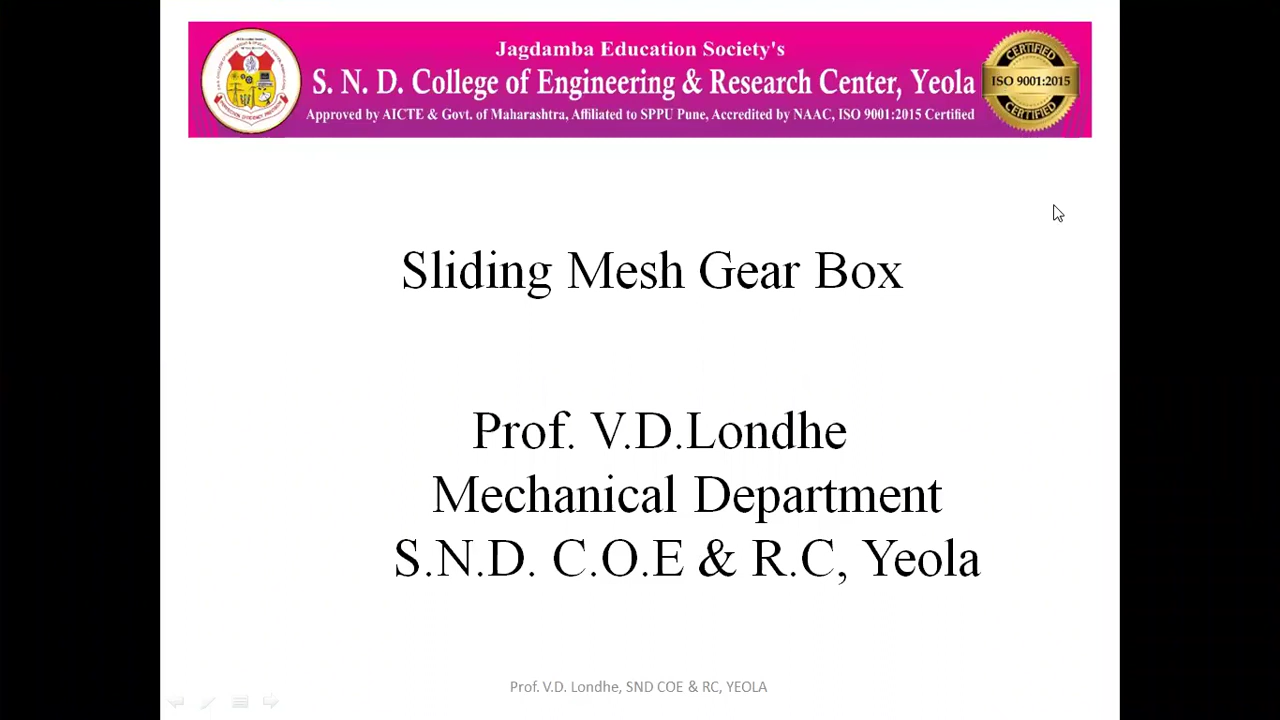 Jagdamba Education Society's
S. N. D. College of Engineering & Research Center, Yeola
Approved by AICTE & Govt. of Maharashtra, Affiliated to SPPU Pune, Accredited by NAAC, ISO 9001:2015 Certified
CERTIFIED
ISO 9001:2015
CERTIFIED
Sliding Mesh Gear Box
Prof. V.D.Londhe
Mechanical Department
S.N.D. C.O.E & R.C, Yeola
Prof. V.D. Londhe, SND COE & RC, YEOLA